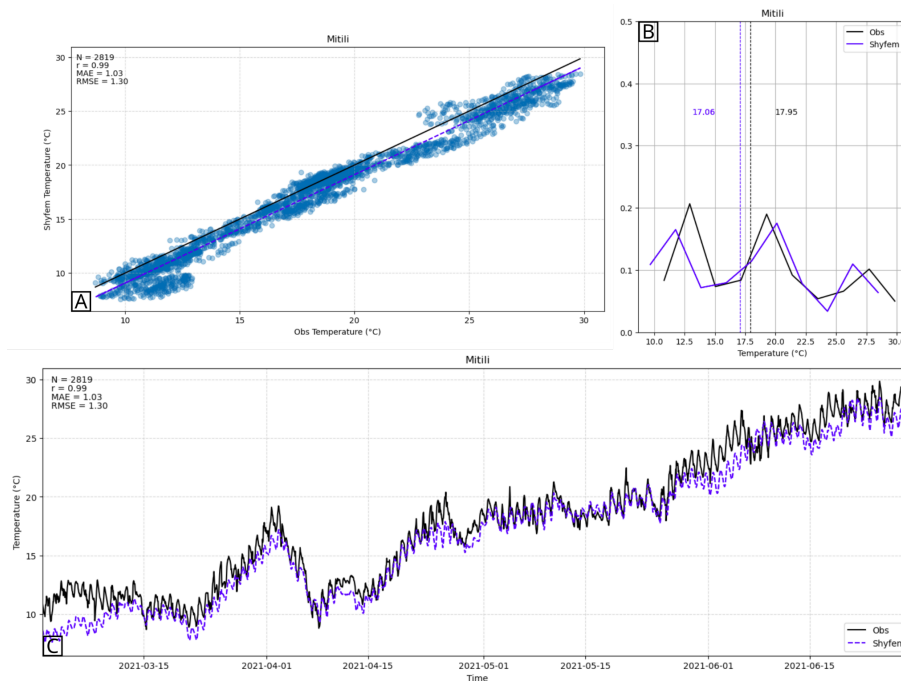 Mitili
N = 2819
r = 0.99
MAE = 1.03
RMSE = 1.30
30
25
20
15
10
Shyfem Temperature (°C)
A
10 15 20 25 30
Obs Temperature (°C)
Mitili
B
Obs
Shyfem
0.5
0.4
0.3
0.2
0.1
0.0
17.06
17.95
10.0 12.5 15.0 17.5 20.0 22.5 25.0 27.5 30.0
Temperature (°C)
Mitili
N = 2819
r = 0.99
MAE = 1.03
RMSE = 1.30
30
25
20
15
10
Temperature (°C)
C
Obs
Shyfem
2021-03-15 2021-04-01 2021-04-15 2021-05-01 2021-05-15 2021-06-01 2021-06-15
Time